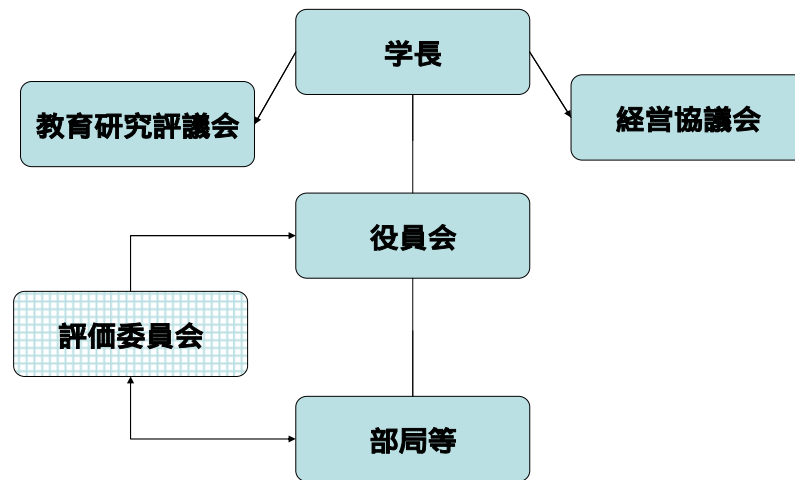 学長
教育研究評議会
経営協議会
役員会
評価委員会
部局等